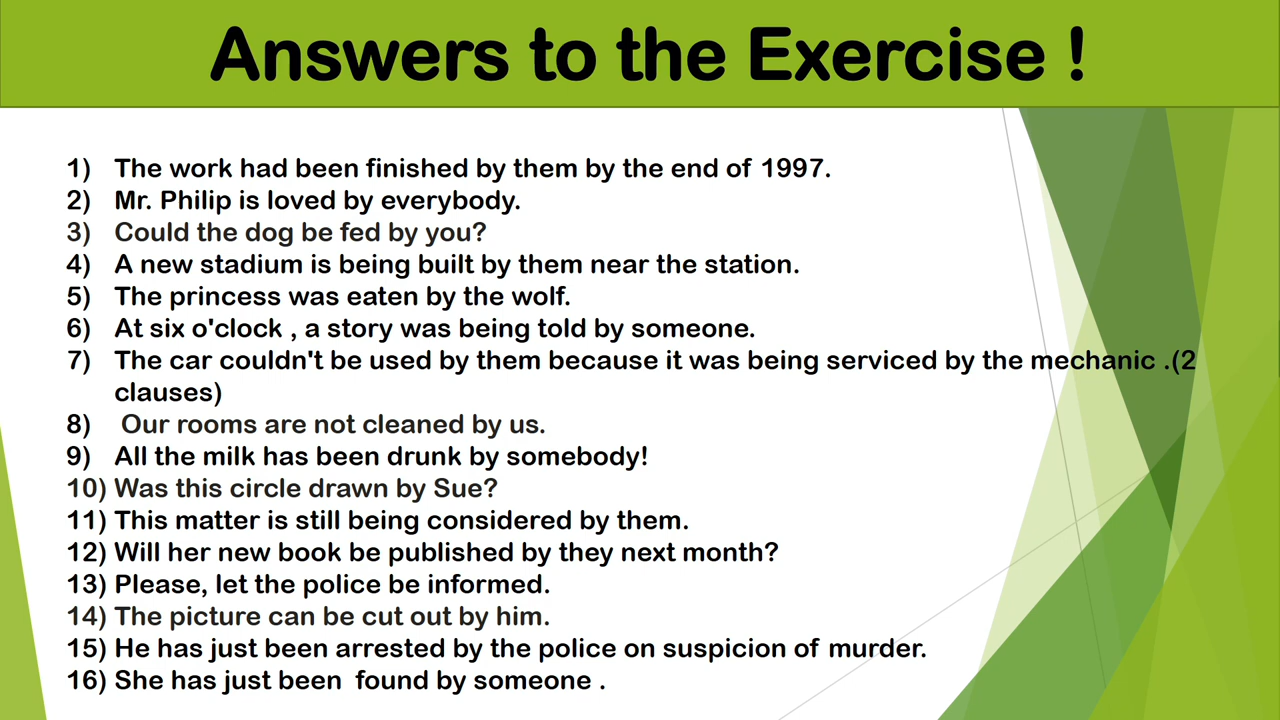 Answers to the Exercise !
1) The work had been finished by them by the end of 1997.
2) Mr. Philip is loved by everybody.
3) Could the dog be fed by you?
4) A new stadium is being built by them near the station.
5) The princess was eaten by the wolf.
6) At six o'clock , a story was being told by someone.
7) The car couldn't be used by them because it was being serviced by the mechanic .(2
clauses)
8) Our rooms are not cleaned by us.
9) All the milk has been drunk by somebody!
10) Was this circle drawn by Sue?
11) This matter is still being considered by them.
12) Will her new book be published by they next month?
13) Please, let the police be informed.
14) The picture can be cut out by him.
15) He has just been arrested by the police on suspicion of murder.
16) She has just been found by someone .